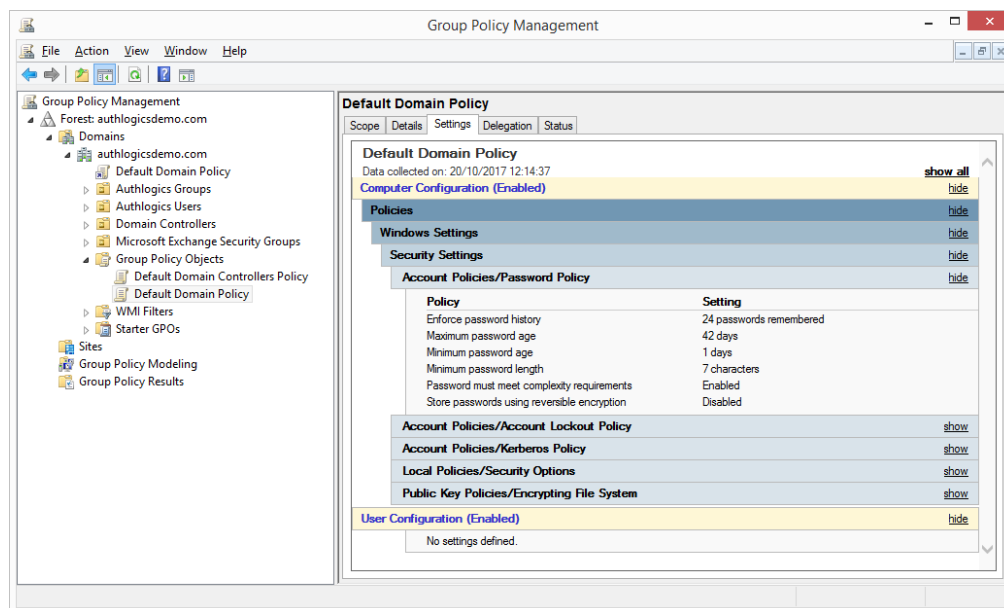 Group Policy Management
File Action View Window Help
Group Policy Management
Forest: authlogicsdemo.com
Domains
authlogicsdemo.com
Default Domain Policy
Authlogics Groups
Authlogics Users
Domain Controllers
Microsoft Exchange Security Groups
Group Policy Objects
Default Domain Controllers Policy
Default Domain Policy
WMI Filters
Starter GPOs
Sites
Group Policy Modeling
Group Policy Results
Default Domain Policy
Scope Details Settings Delegation Status
Default Domain Policy
Data collected on: 20/10/2017 12:14:37 show all
Computer Configuration (Enabled) hide
Policies hide
Windows Settings hide
Security Settings hide
Account Policies/Password Policy hide
Policy Setting
Enforce password history 24 passwords remembered
Maximum password age 42 days
Minimum password age 1 days
Minimum password length 7 characters
Password must meet complexity requirements Enabled
Store passwords using reversible encryption Disabled
Account Policies/Account Lockout Policy show
Account Policies/Kerberos Policy show
Local Policies/Security Options show
Public Key Policies/Encrypting File System show
User Configuration (Enabled) hide
No settings defined.